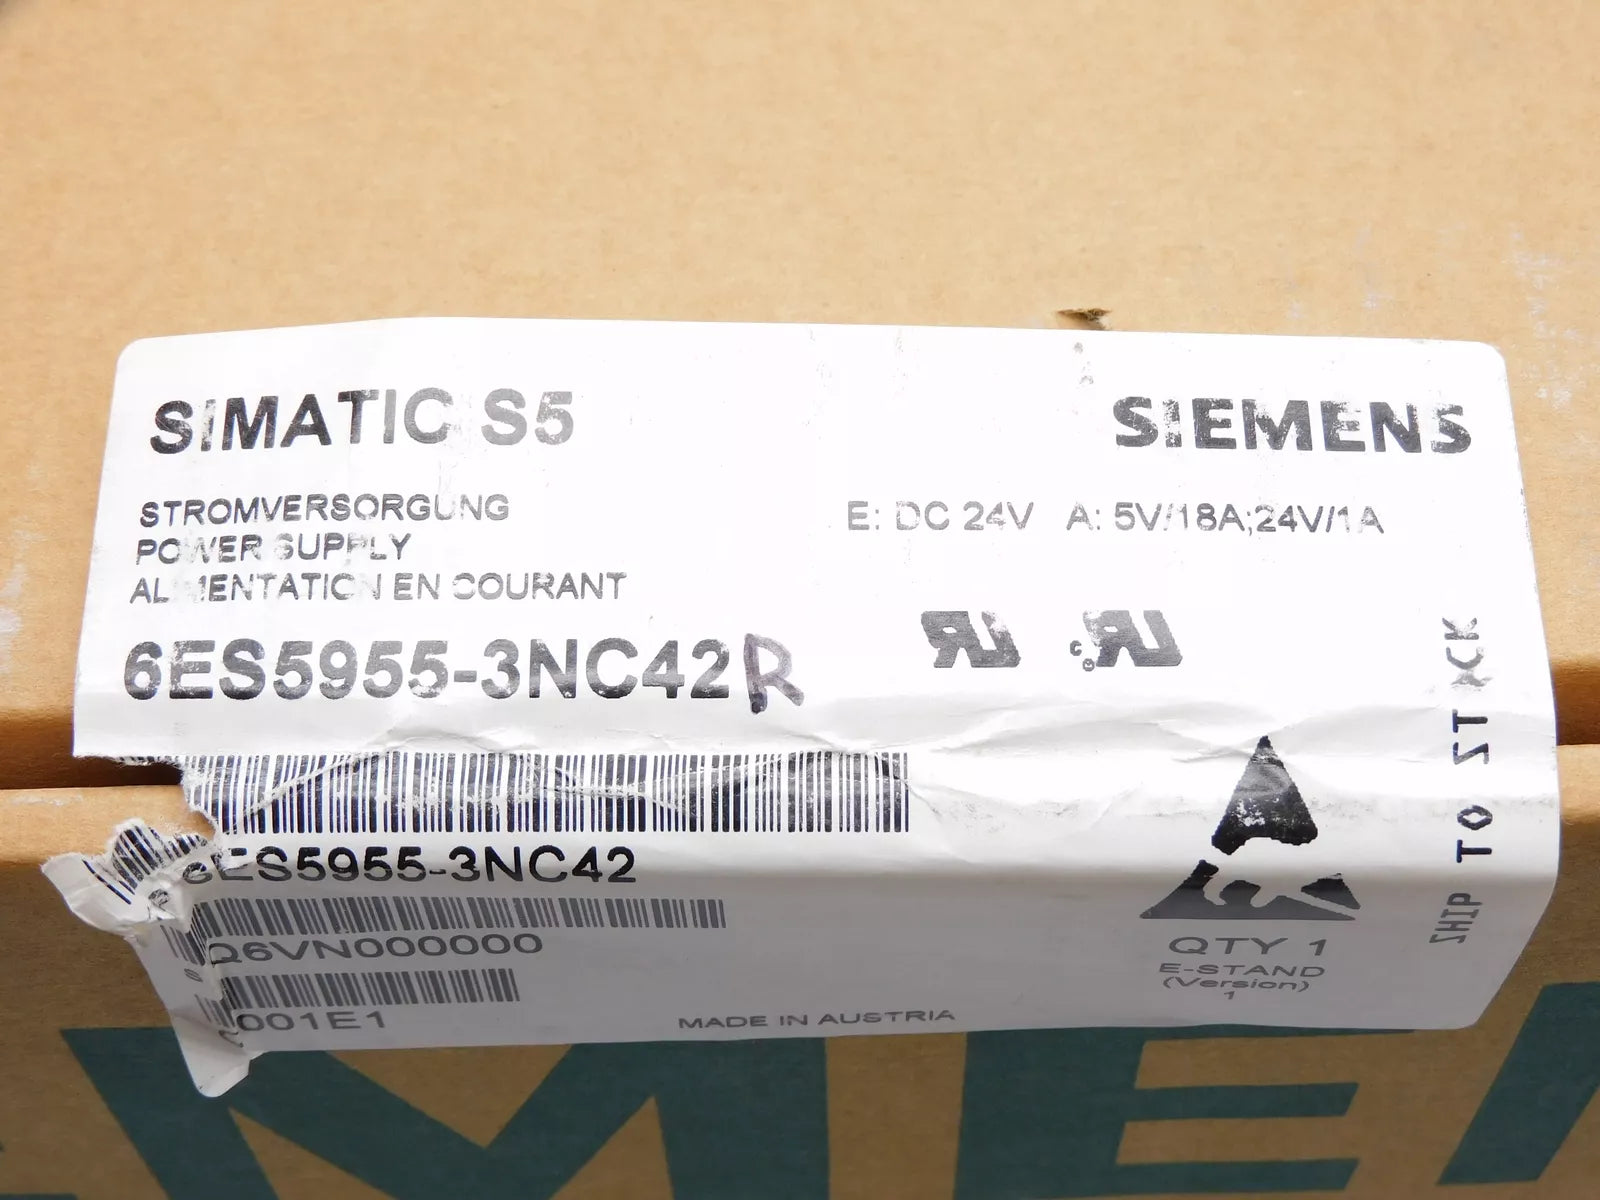 SIMATIC S5
SIEMENS
STROMVERSORGUNG
POWER SUPPLY
ALIMENTATION EN COURANT
E: DC 24V A: 5V/18A;24V/1A
6ES5955-3NC42R
6ES5955-3NC42
Q6VN000000
001E1
MADE IN AUSTRIA
QTY 1
E-STAND
(Version)
1
SHIP TO STOCK